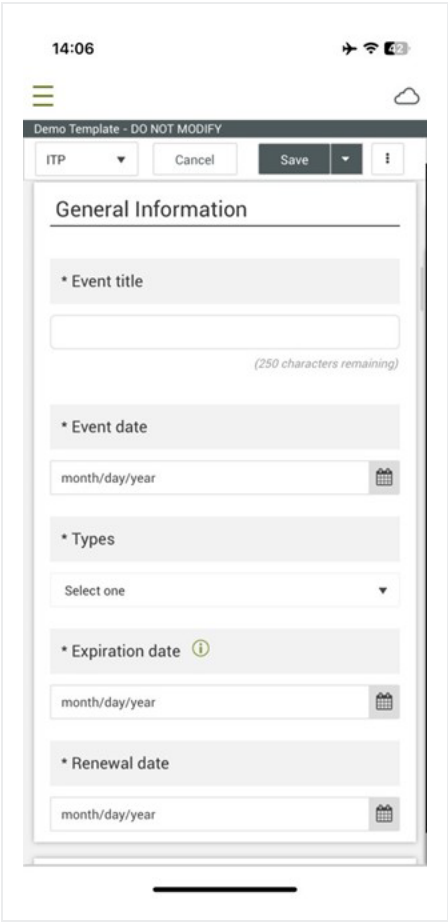 14:06
42
Demo Template - DO NOT MODIFY
ITP Cancel Save
General Information
* Event title
(250 characters remaining)
* Event date
month/day/year
* Types
Select one
* Expiration date
month/day/year
* Renewal date
month/day/year